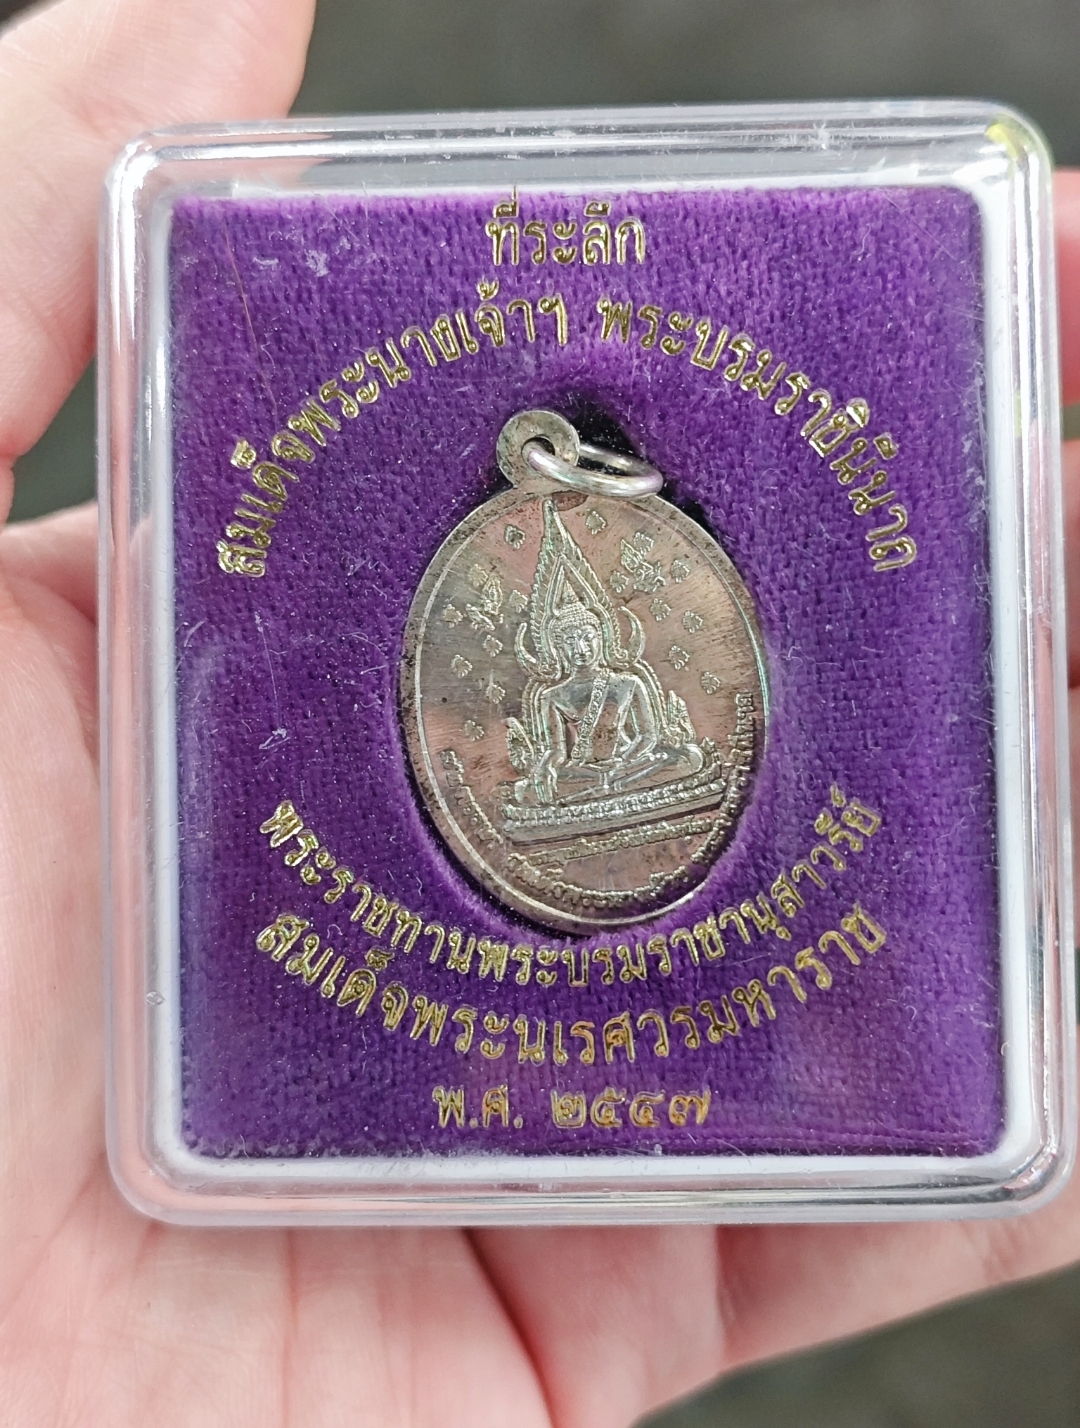 ที่ระลึก
สมเด็จพระนางเจ้าฯ พระบรมราชินีนาถ
พระราชทานพระบรมราชานุสาวรีย์
สมเด็จพระนเรศวรมหาราช
พ.ศ. ๒๕๔๗